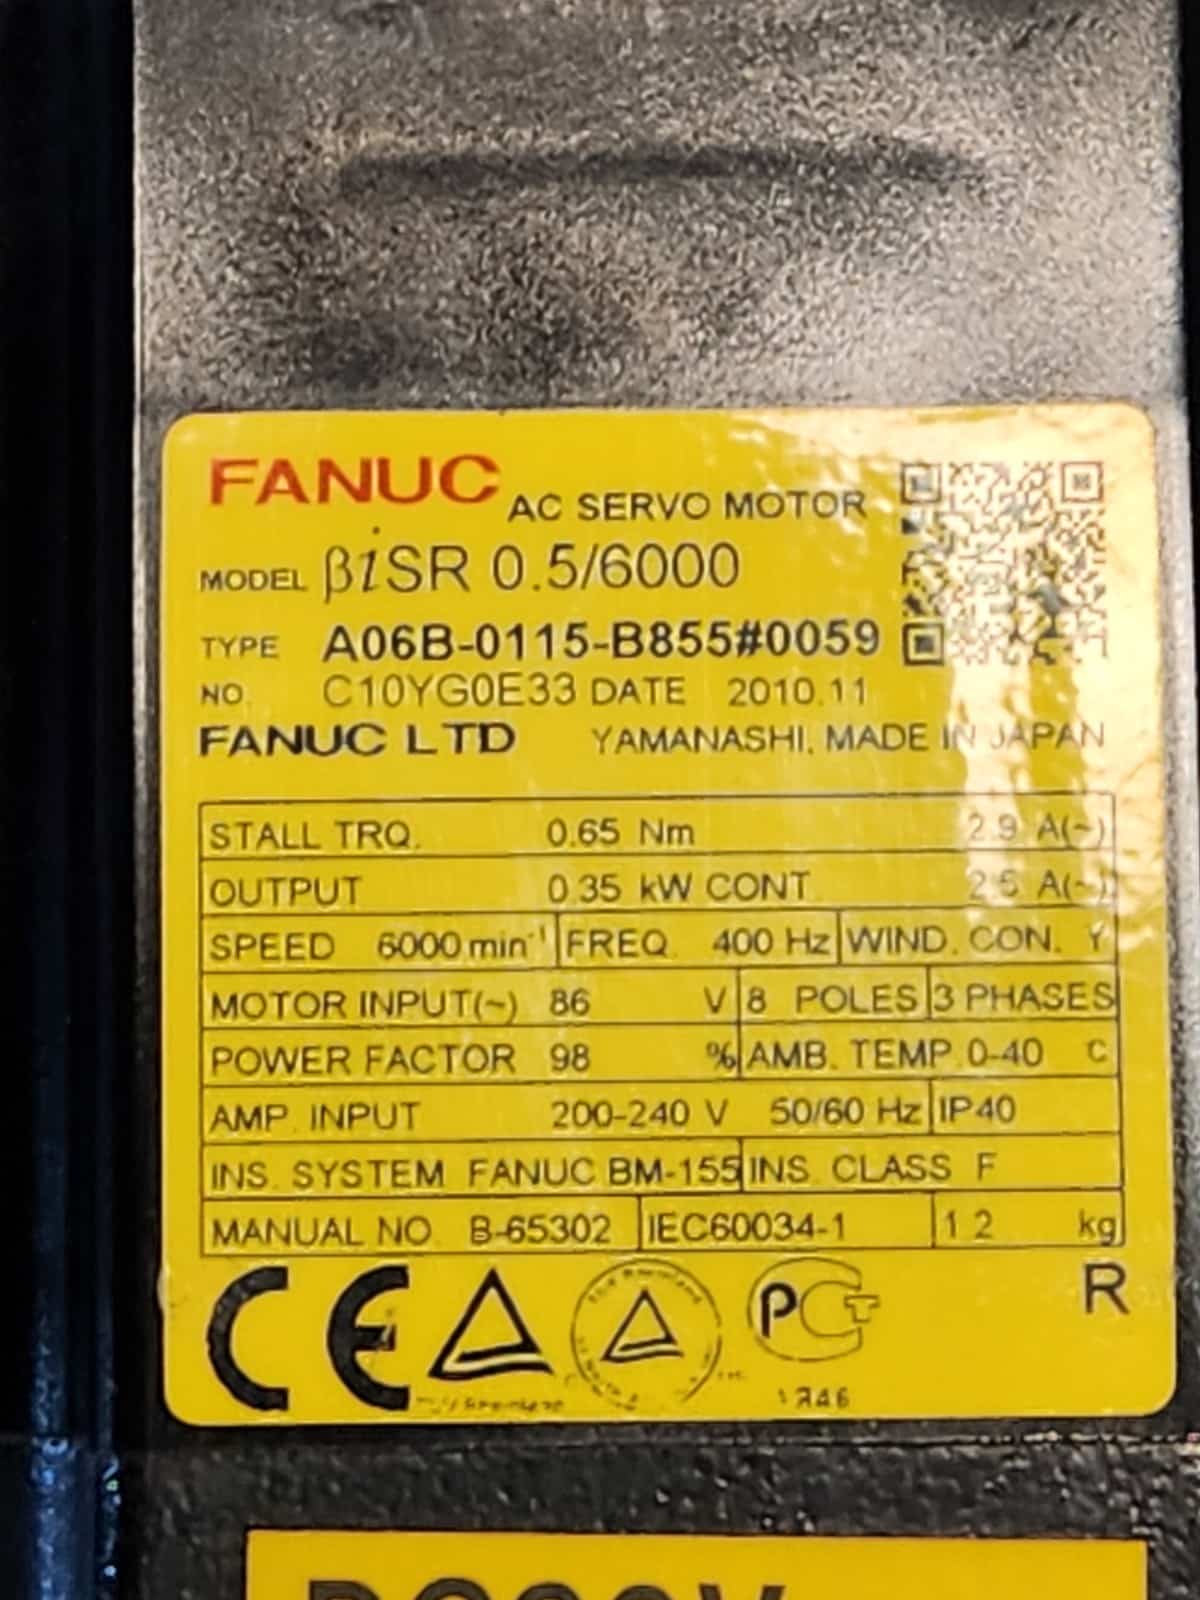 FANUC AC SERVO MOTOR
MODEL βiSR 0.5/6000
TYPE A06B-0115-B855#0059
NO. C10YG0E33 DATE 2010.11
FANUC LTD YAMANASHI, MADE IN JAPAN
STALL TRQ. 0.65 Nm 2.9 A(~)
OUTPUT 0.35 kW CONT. 2.5 A(~)
SPEED 6000 min⁻¹ FREQ. 400 Hz WIND. CON. Y
MOTOR INPUT(~) 86 V 8 POLES 3 PHASES
POWER FACTOR 98 % AMB. TEMP. 0-40 C
AMP. INPUT 200-240 V 50/60 Hz IP40
INS. SYSTEM FANUC BM-155 INS. CLASS F
MANUAL NO. B-65302 IEC60034-1 1.2 kg
CE PCT R